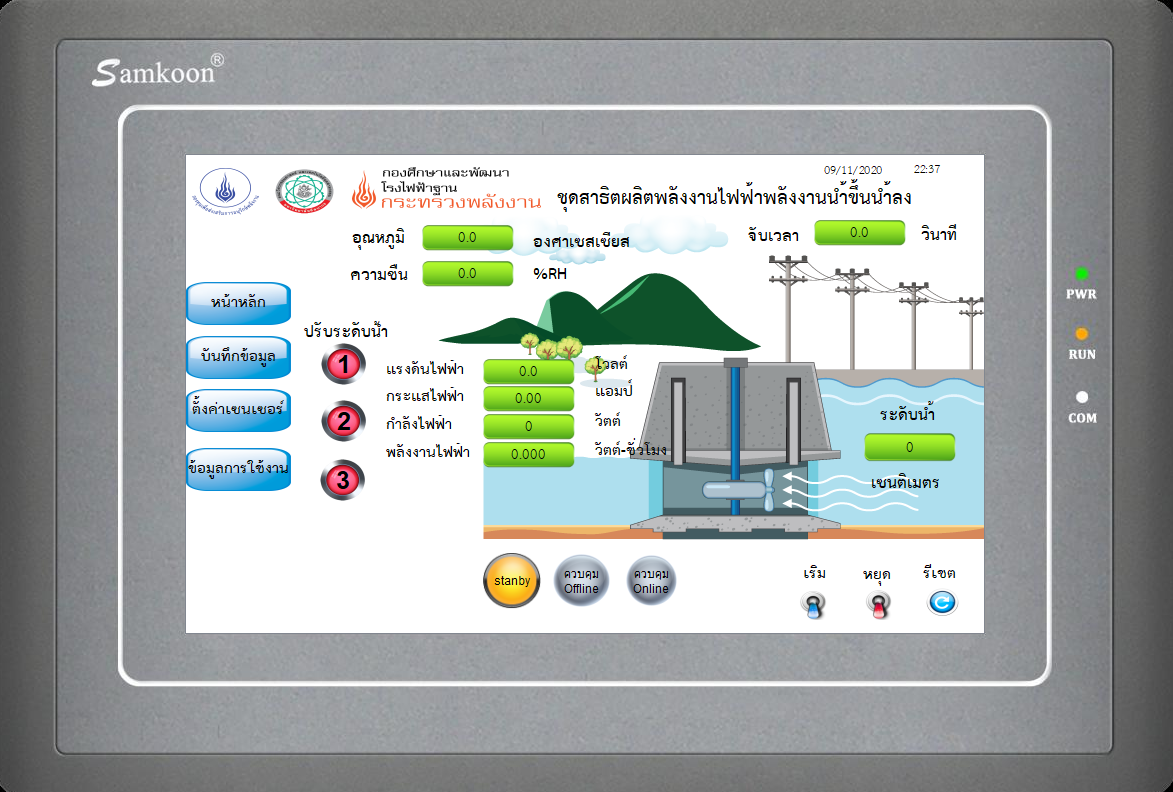 Samkoon®
กองศึกษาและพัฒนา
โรงไฟฟ้าฐาน
กระทรวงพลังงาน
09/11/2020 22:37
ชุดสาธิตผลิตพลังงานไฟฟ้าพลังงานน้ำขึ้นน้ำลง
อุณหภูมิ 0.0 องศาเซสเซียส
จับเวลา 0.0 วินาที
ความชืน 0.0 %RH
PWR
RUN
COM
หน้าหลัก
บันทึกข้อมูล
ตั้งค่าเซนเซอร์
ข้อมูลการใช้งาน
ปรับระดับน้ำ
1
2
3
แรงดันไฟฟ้า 0.0 โวลต์
กระแสไฟฟ้า 0.00 แอมป์
กำลังไฟฟ้า 0 วัตต์
พลังงานไฟฟ้า 0.000 วัตต์-ชั่วโมง
ระดับน้ำ
0
เซนติเมตร
stanby
ควบคุม
Offline
ควบคุม
Online
เริ่ม
หยุด
รีเซต